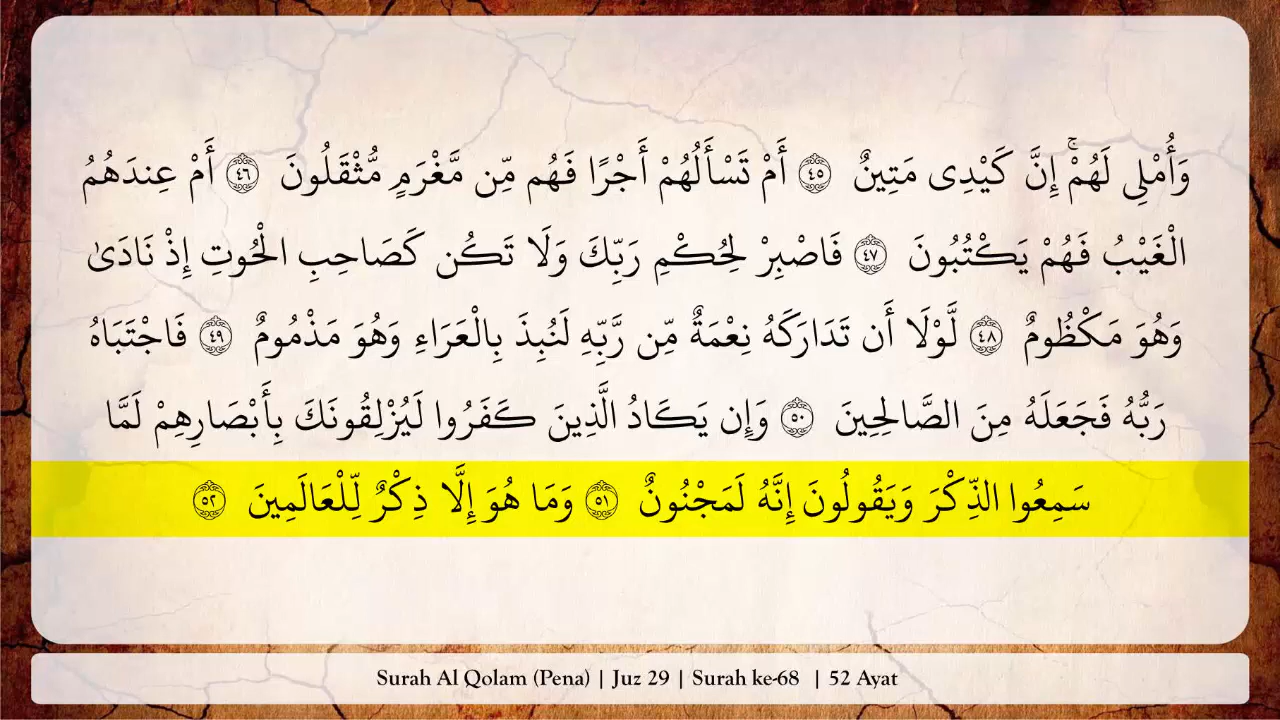 وَأُمْلِى لَهُمْ ۚ إِنَّ كَيْدِى مَتِينٌ ٤٥ أَمْ تَسْأَلُهُمْ أَجْرًا فَهُم مِّن مَّغْرَمٍ مُّثْقَلُونَ ٤٦ أَمْ عِندَهُمُ
الْغَيْبُ فَهُمْ يَكْتُبُونَ ٤٧ فَاصْبِرْ لِحُكْمِ رَبِّكَ وَلَا تَكُن كَصَاحِبِ الْحُوتِ إِذْ نَادَىٰ
وَهُوَ مَكْظُومٌ ٤٨ لَّوْلَا أَن تَدَارَكَهُ نِعْمَةٌ مِّن رَّبِّهِ لَنُبِذَ بِالْعَرَاءِ وَهُوَ مَذْمُومٌ ٤٩ فَاجْتَبَاهُ
رَبُّهُ فَجَعَلَهُ مِنَ الصَّالِحِينَ ٥٠ وَإِن يَكَادُ الَّذِينَ كَفَرُوا لَيُزْلِقُونَكَ بِأَبْصَارِهِمْ لَمَّا
سَمِعُوا الذِّكْرَ وَيَقُولُونَ إِنَّهُ لَمَجْنُونٌ ٥١ وَمَا هُوَ إِلَّا ذِكْرٌ لِّلْعَالَمِينَ ٥٢
Surah Al Qolam (Pena) | Juz 29 | Surah ke-68 | 52 Ayat